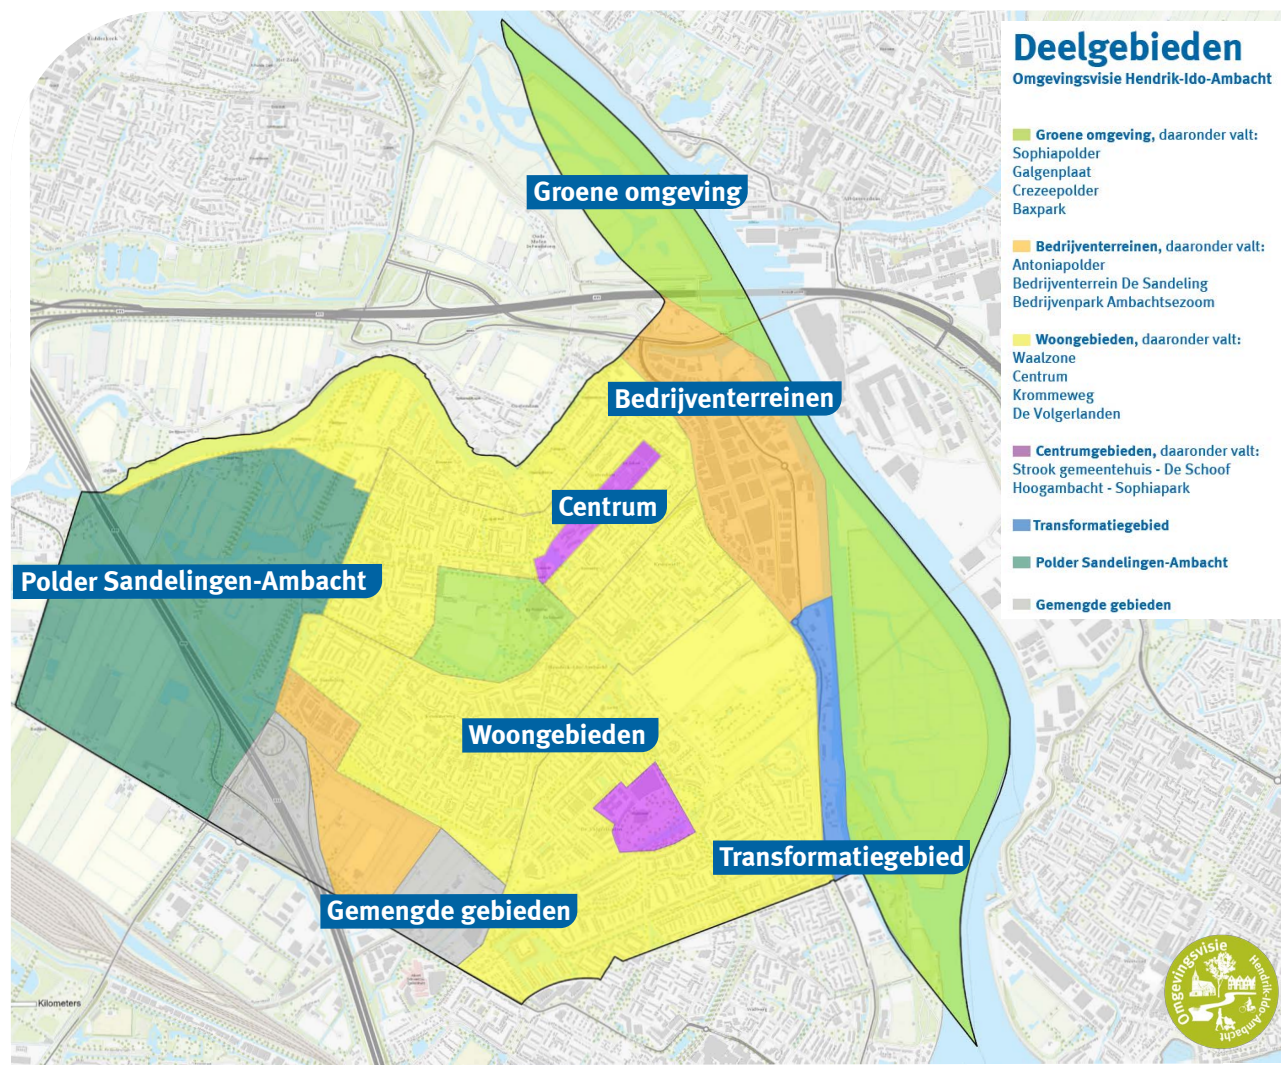 Deelgebieden
Omgevingsvisie Hendrik-Ido-Ambacht
Groene omgeving, daaronder valt:
Sophiapolder
Galgenplaat
Crezeepolder
Baxpark
Bedrijventerreinen, daaronder valt:
Antoniapolder
Bedrijventerrein De Sandeling
Bedrijvenpark Ambachtsezoom
Woongebieden, daaronder valt:
Waalzone
Centrum
Krommeweg
De Volgerlanden
Centrumgebieden, daaronder valt:
Strook gemeentehuis - De Schoof
Hoogambacht - Sophiapark
Transformatiegebied
Polder Sandelingen-Ambacht
Gemengde gebieden
Groene omgeving
Bedrijventerreinen
Centrum
Polder Sandelingen-Ambacht
Woongebieden
Transformatiegebied
Gemengde gebieden
Kilometers
Omgevingsvisie
Hendrik-Ido-Ambacht